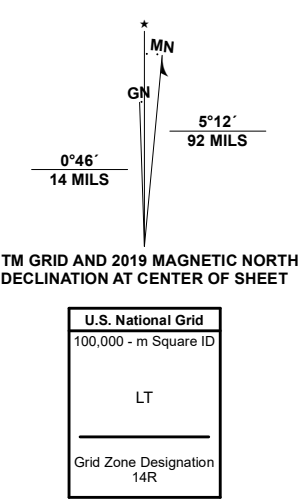 ★
MN
GN
5°12´
92 MILS
0°46´
14 MILS
TM GRID AND 2019 MAGNETIC NORTH
DECLINATION AT CENTER OF SHEET
U.S. National Grid
100,000 - m Square ID
LT
Grid Zone Designation
14R